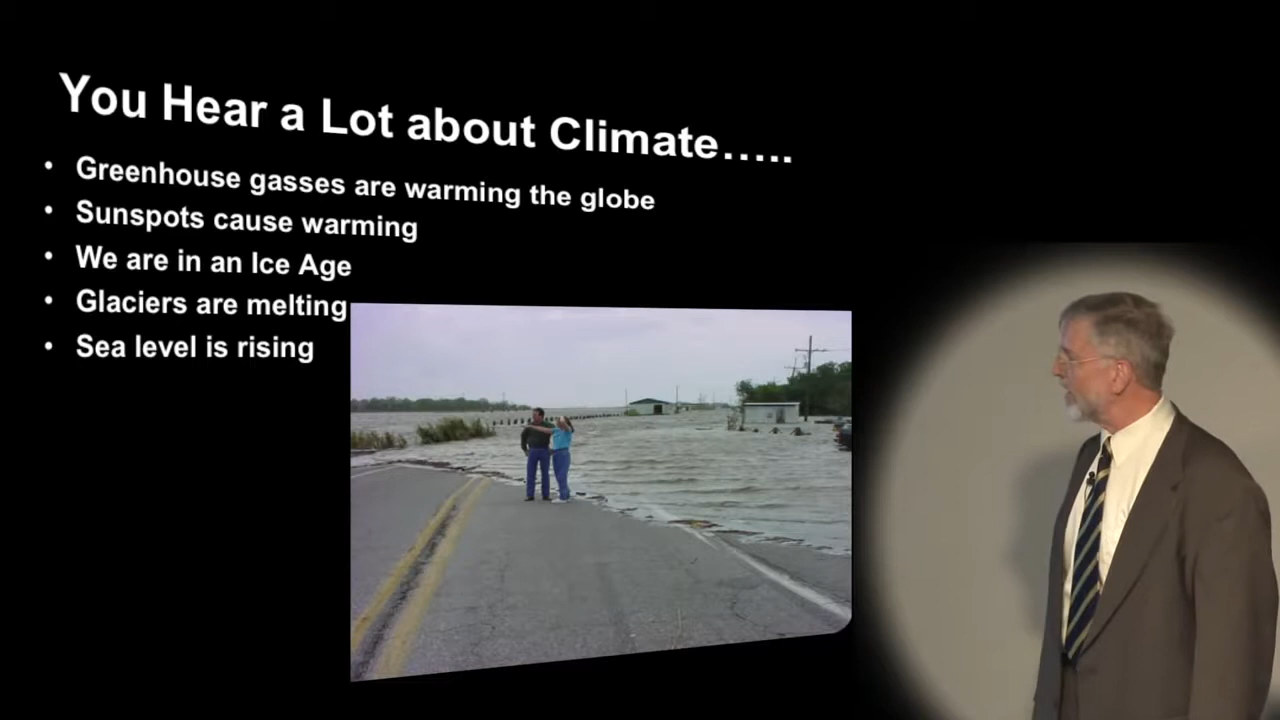 You Hear a Lot about Climate…..
• Greenhouse gasses are warming the globe
• Sunspots cause warming
• We are in an Ice Age
• Glaciers are melting
• Sea level is rising